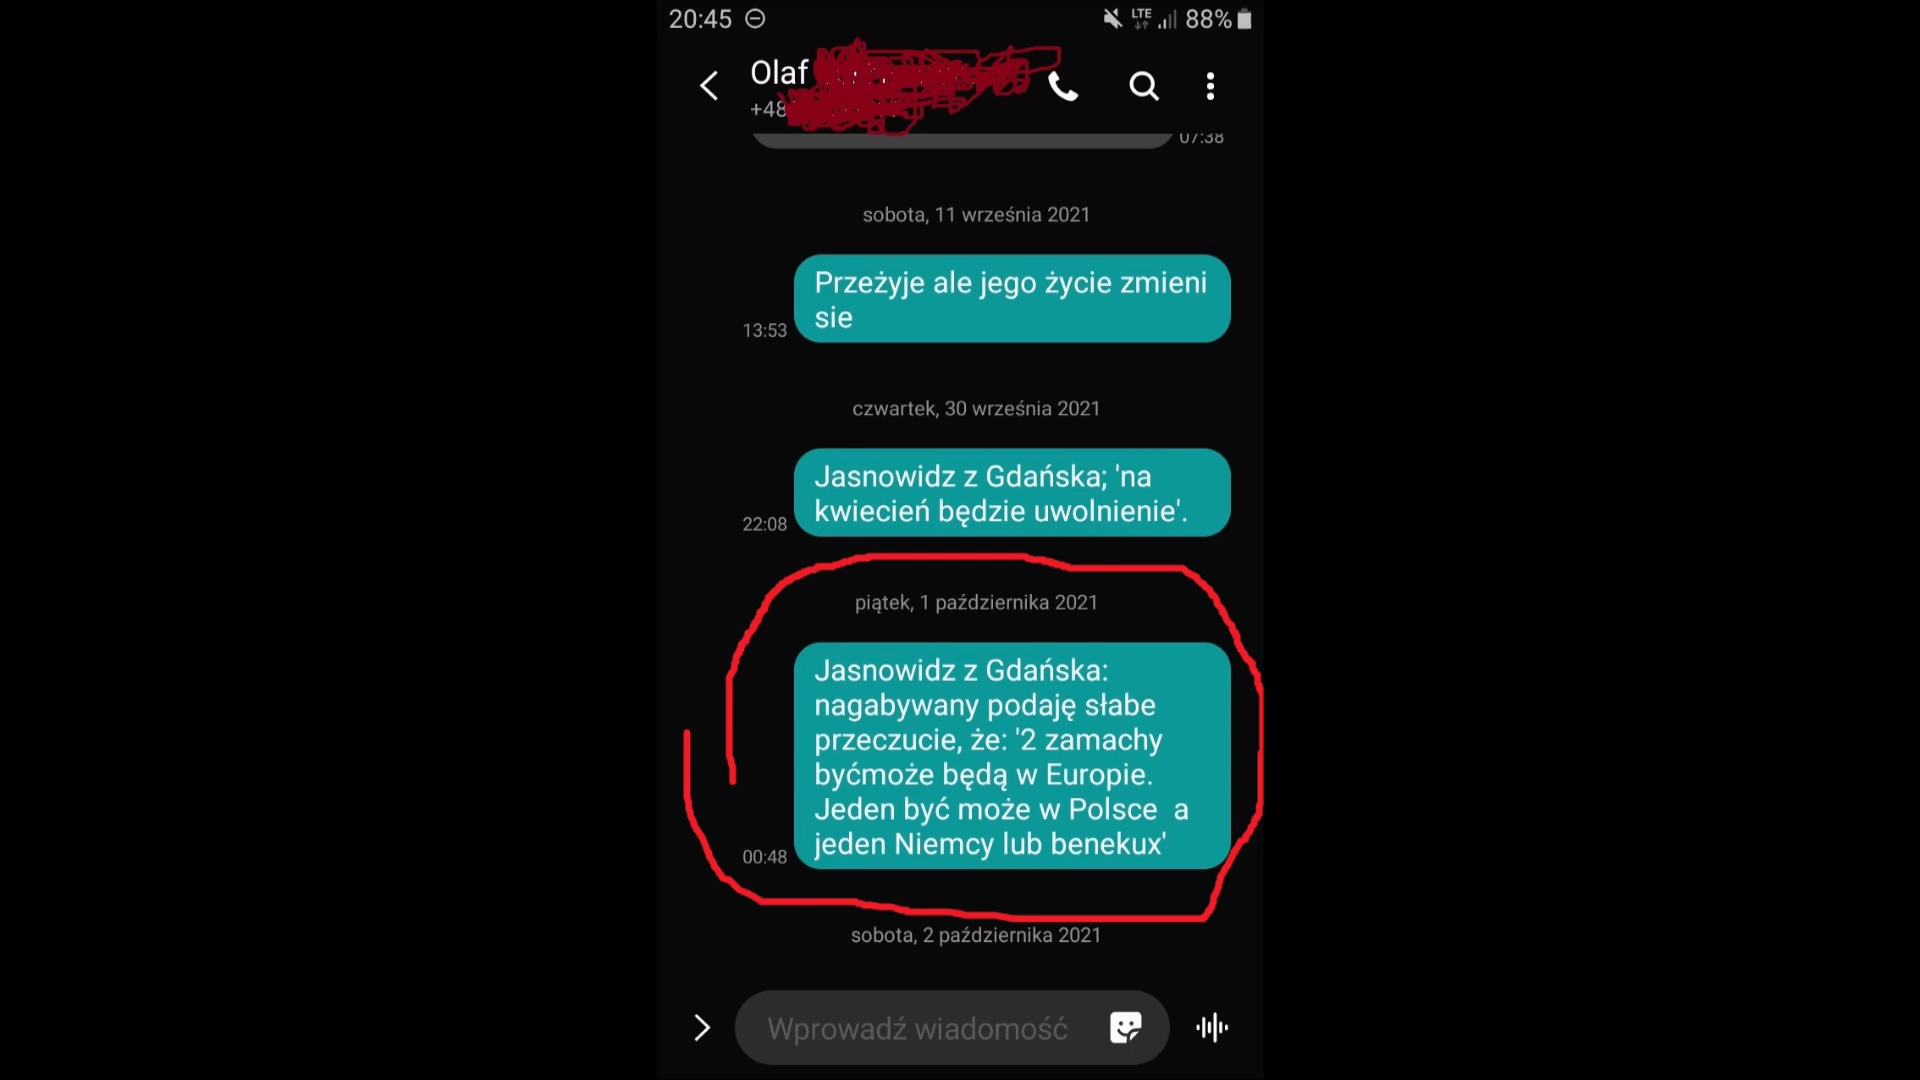 20:45 LTE 88%
Olaf
+48
07:38
sobota, 11 września 2021
Przeżyje ale jego życie zmieni
sie
13:53
czwartek, 30 września 2021
Jasnowidz z Gdańska; 'na
kwiecień będzie uwolnienie'.
22:08
piątek, 1 października 2021
Jasnowidz z Gdańska:
nagabywany podaję słabe
przeczucie, że: '2 zamachy
byćmoże będą w Europie.
Jeden być może w Polsce  a
jeden Niemcy lub benekux'
00:48
sobota, 2 października 2021
Wprowadź wiadomość